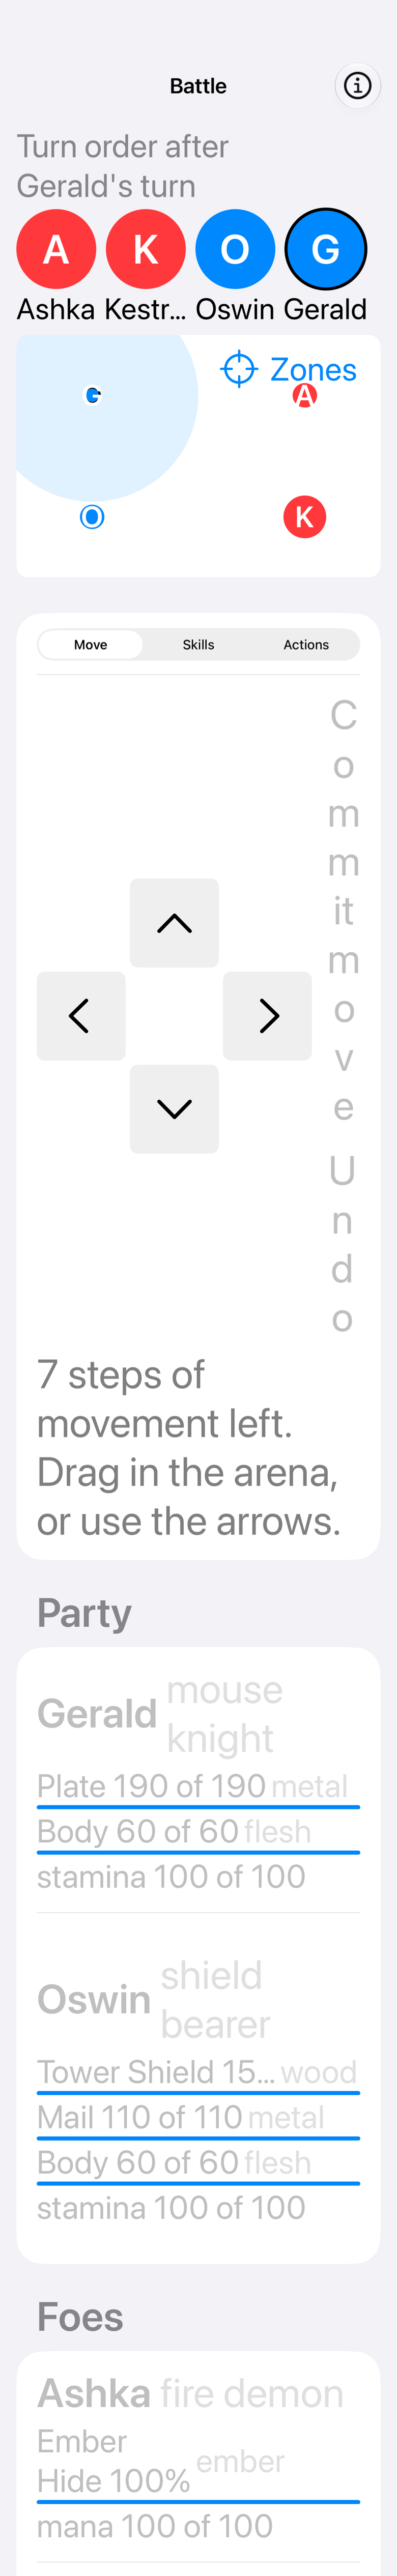 Battle
Turn order after
Gerald's turn
A K O G
Ashka Kestr... Oswin Gerald
Zones
G
A
O
K
Move Skills Actions
C
o
m
m
it
m
o
v
e
U
n
d
o
7 steps of
movement left.
Drag in the arena,
or use the arrows.
Party
Gerald mouse
knight
Plate 190 of 190 metal
Body 60 of 60 flesh
stamina 100 of 100
Oswin shield
bearer
Tower Shield 15... wood
Mail 110 of 110 metal
Body 60 of 60 flesh
stamina 100 of 100
Foes
Ashka fire demon
Ember
Hide 100% ember
mana 100 of 100